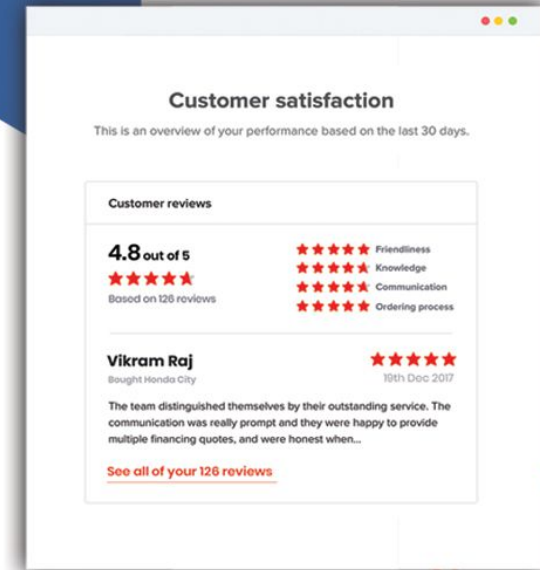 Customer satisfaction
This is an overview of your performance based on the last 30 days.
Customer reviews
4.8 out of 5
Based on 126 reviews
Friendliness
Knowledge
Communication
Ordering process
Vikram Raj
Bought Honda City
19th Dec 2017
The team distinguished themselves by their outstanding service. The
communication was really prompt and they were happy to provide
multiple financing quotes, and were honest when...
See all of your 126 reviews